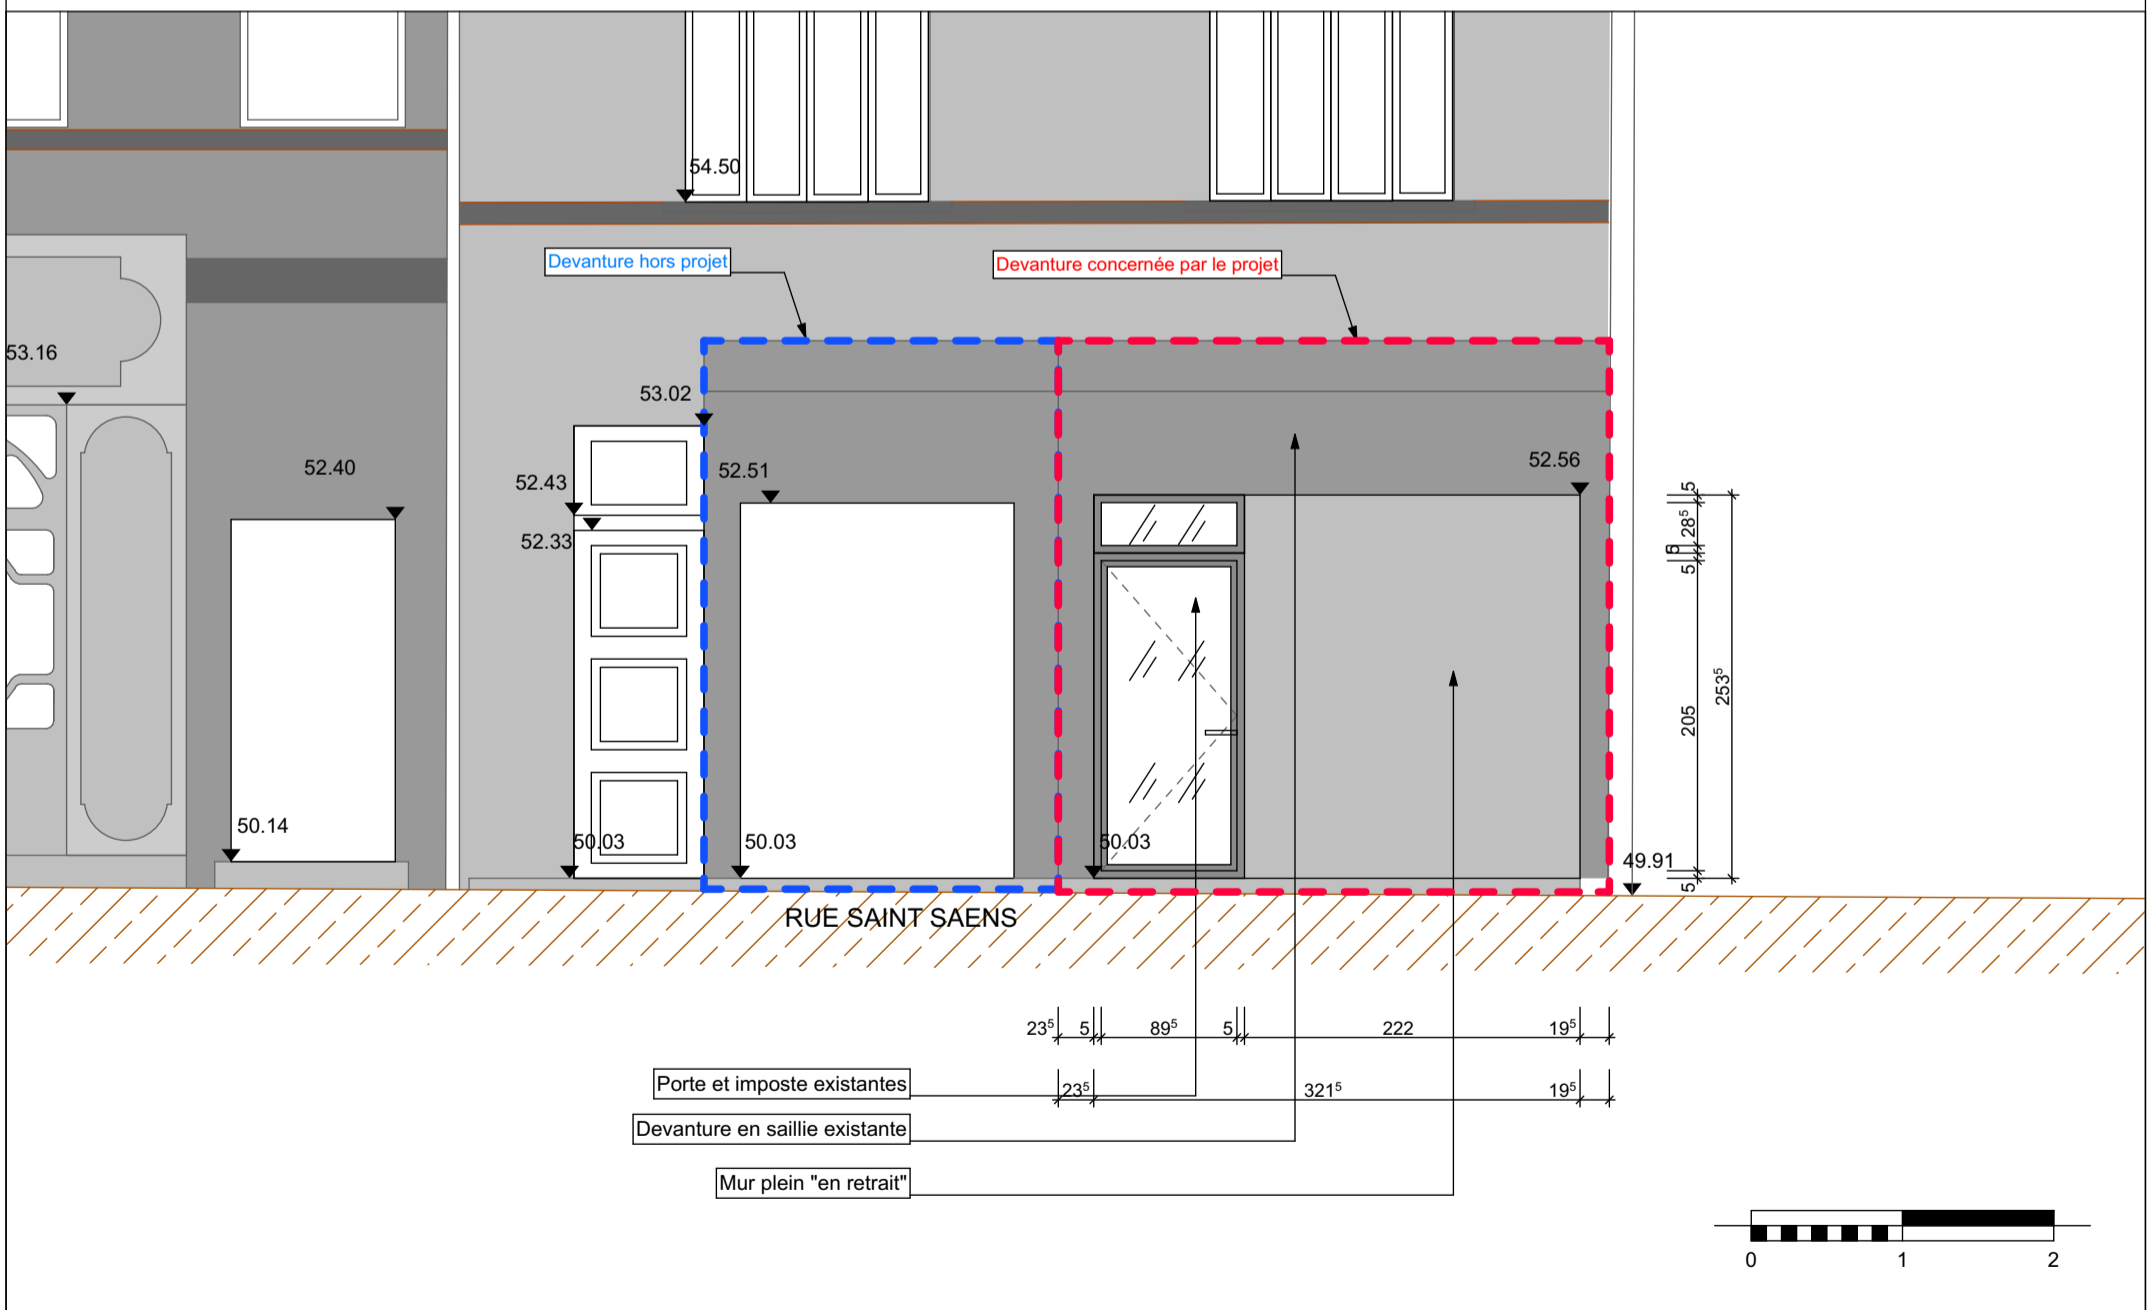 54.50
Devanture hors projet
Devanture concernée par le projet
53.16
53.02
52.40
52.43
52.51
52.56
52.33
5
28⁵
5
5
205
253⁵
5
50.14
50.03
50.03
50.03
49.91
RUE SAINT SAENS
23⁵ 5 89⁵ 5 222 19⁵
Porte et imposte existantes
23⁵ 321⁵ 19⁵
Devanture en saillie existante
Mur plein "en retrait"
0 1 2